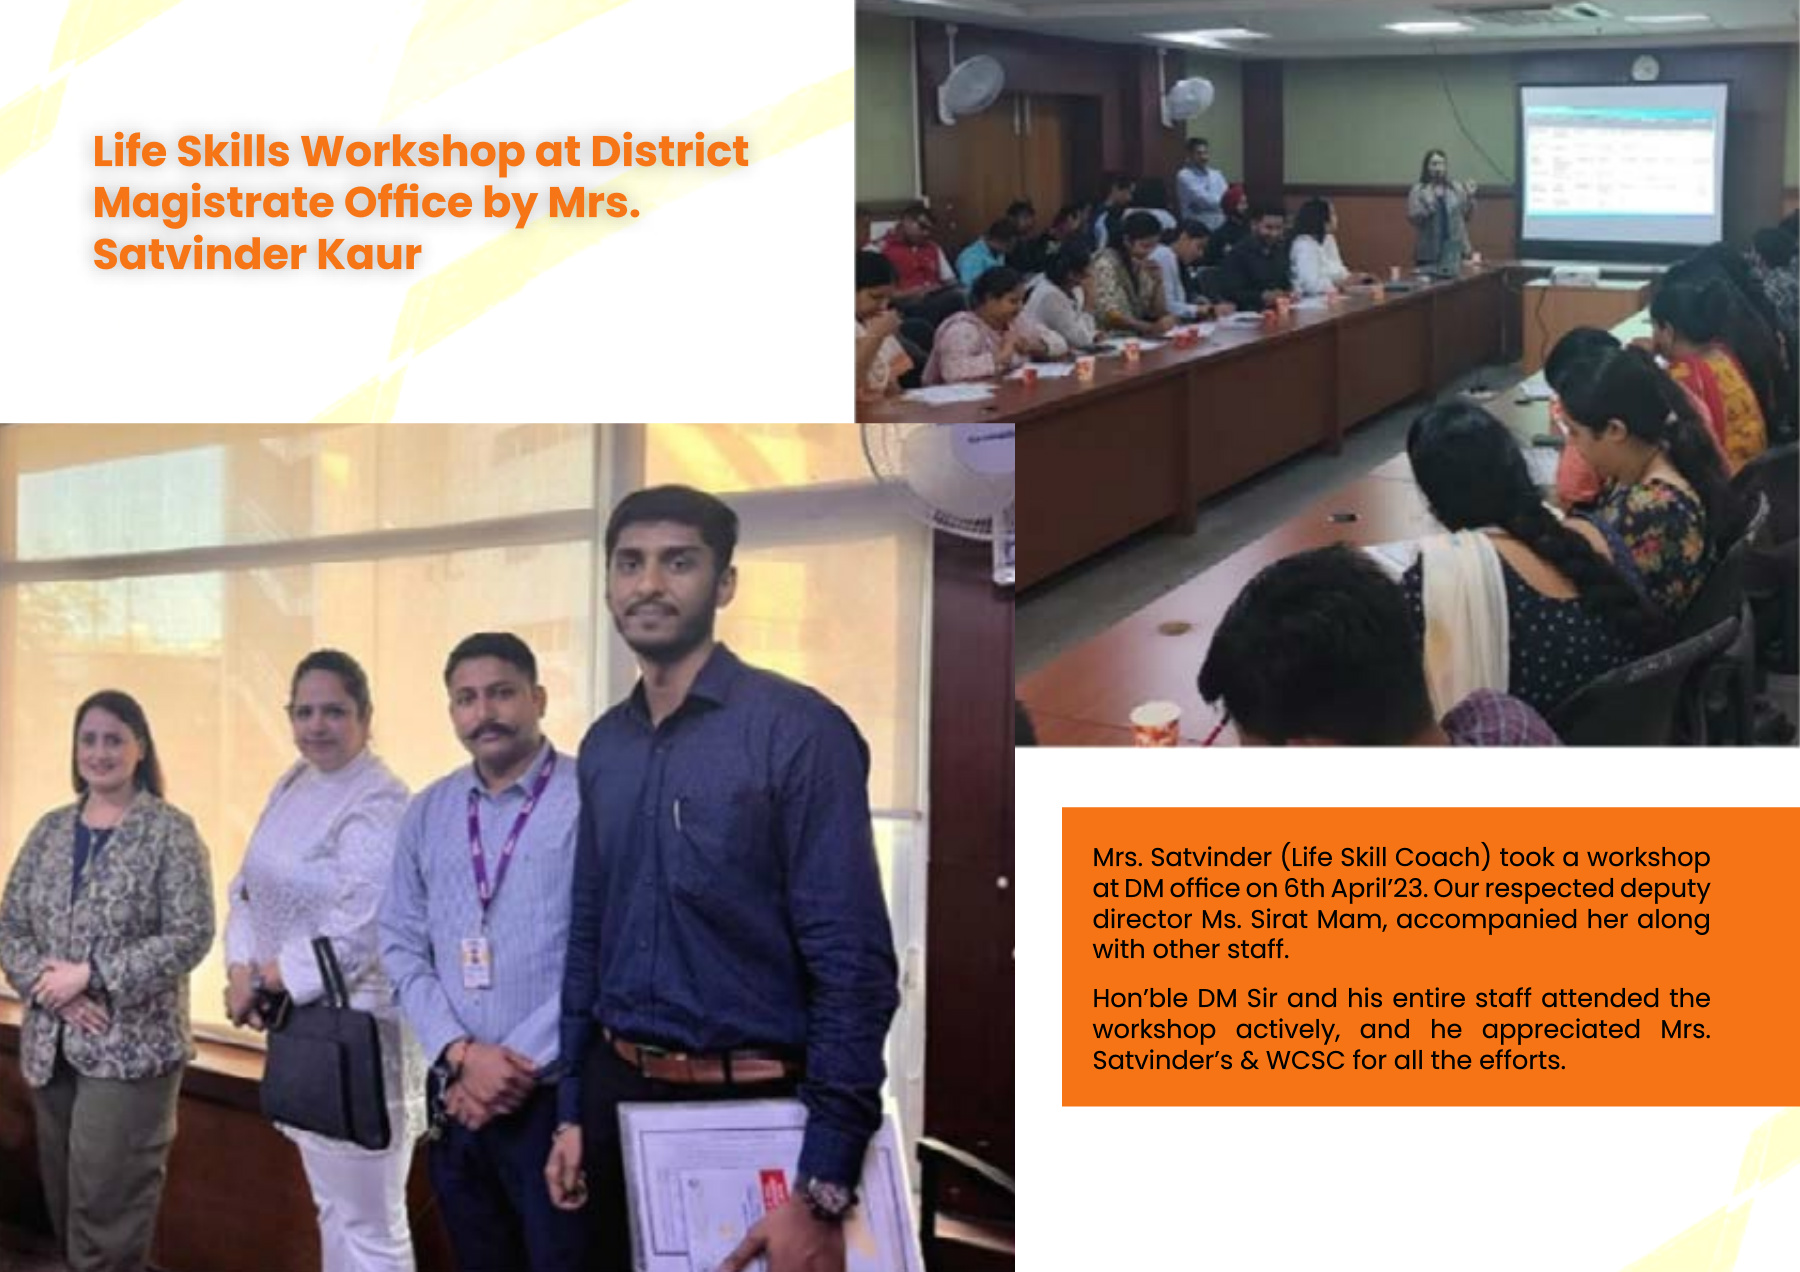 Life Skills Workshop at District
Magistrate Office by Mrs.
Satvinder Kaur
Mrs. Satvinder (Life Skill Coach) took a workshop
at DM office on 6th April’23. Our respected deputy
director Ms. Sirat Mam, accompanied her along
with other staff.
Hon’ble DM Sir and his entire staff attended the
workshop actively, and he appreciated Mrs.
Satvinder’s & WCSC for all the efforts.